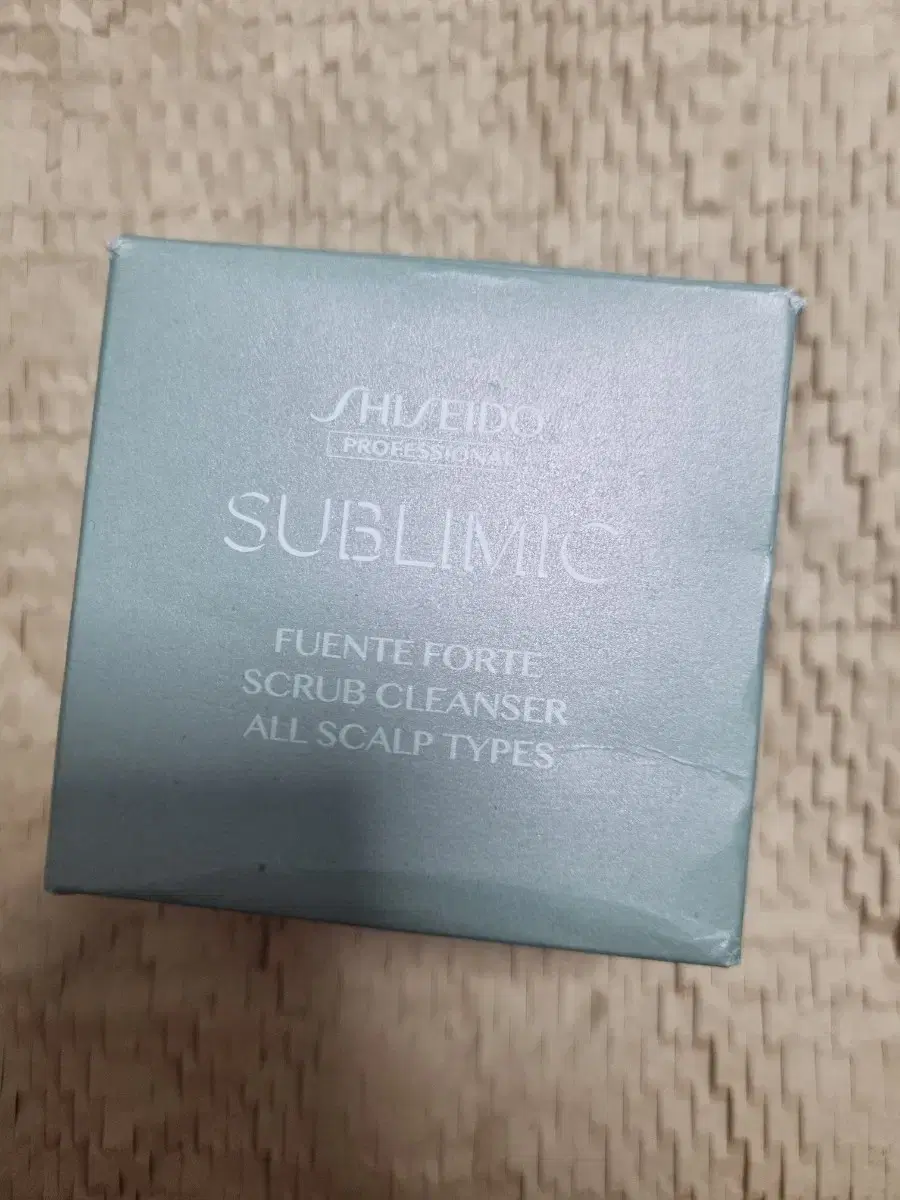 SHISEIDO
PROFESSIONAL
SUBLIMIC
FUENTE FORTE
SCRUB CLEANSER
ALL SCALP TYPES